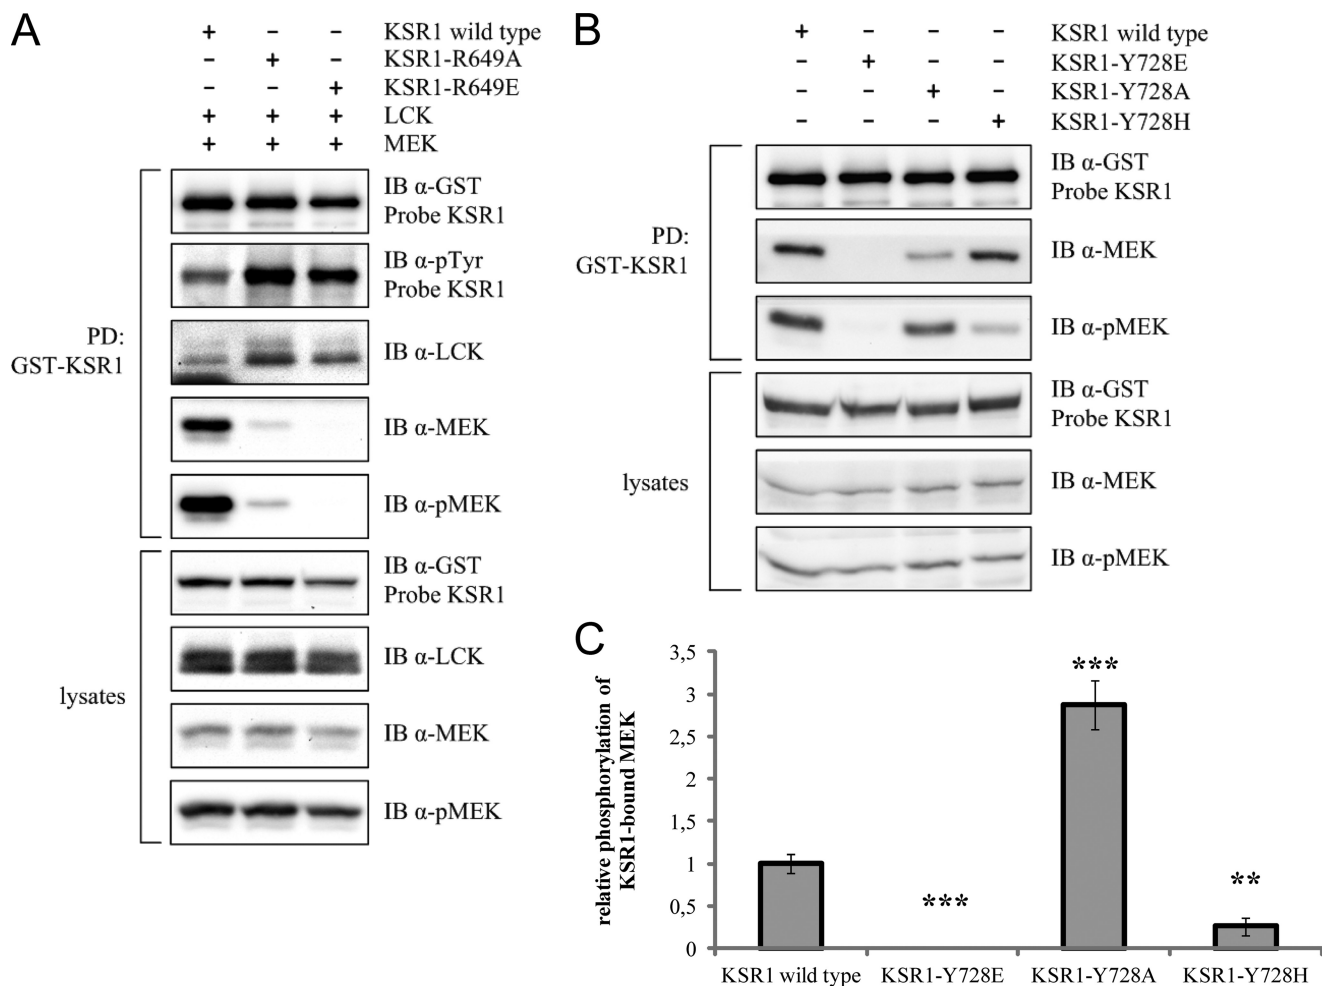 A
+ − − KSR1 wild type
− + − KSR1-R649A
− − + KSR1-R649E
+ + + LCK
+ + + MEK
PD:
GST-KSR1
IB α-GST
Probe KSR1
IB α-pTyr
Probe KSR1
IB α-LCK
IB α-MEK
IB α-pMEK
lysates
IB α-GST
Probe KSR1
IB α-LCK
IB α-MEK
IB α-pMEK
B
+ − − − KSR1 wild type
− + − − KSR1-Y728E
− − + − KSR1-Y728A
− − − + KSR1-Y728H
PD:
GST-KSR1
IB α-GST
Probe KSR1
IB α-MEK
IB α-pMEK
lysates
IB α-GST
Probe KSR1
IB α-MEK
IB α-pMEK
C
relative phosphorylation of
KSR1-bound MEK
3,5
3
2,5
2
1,5
1
0,5
0
***
***
**
KSR1 wild type KSR1-Y728E KSR1-Y728A KSR1-Y728H